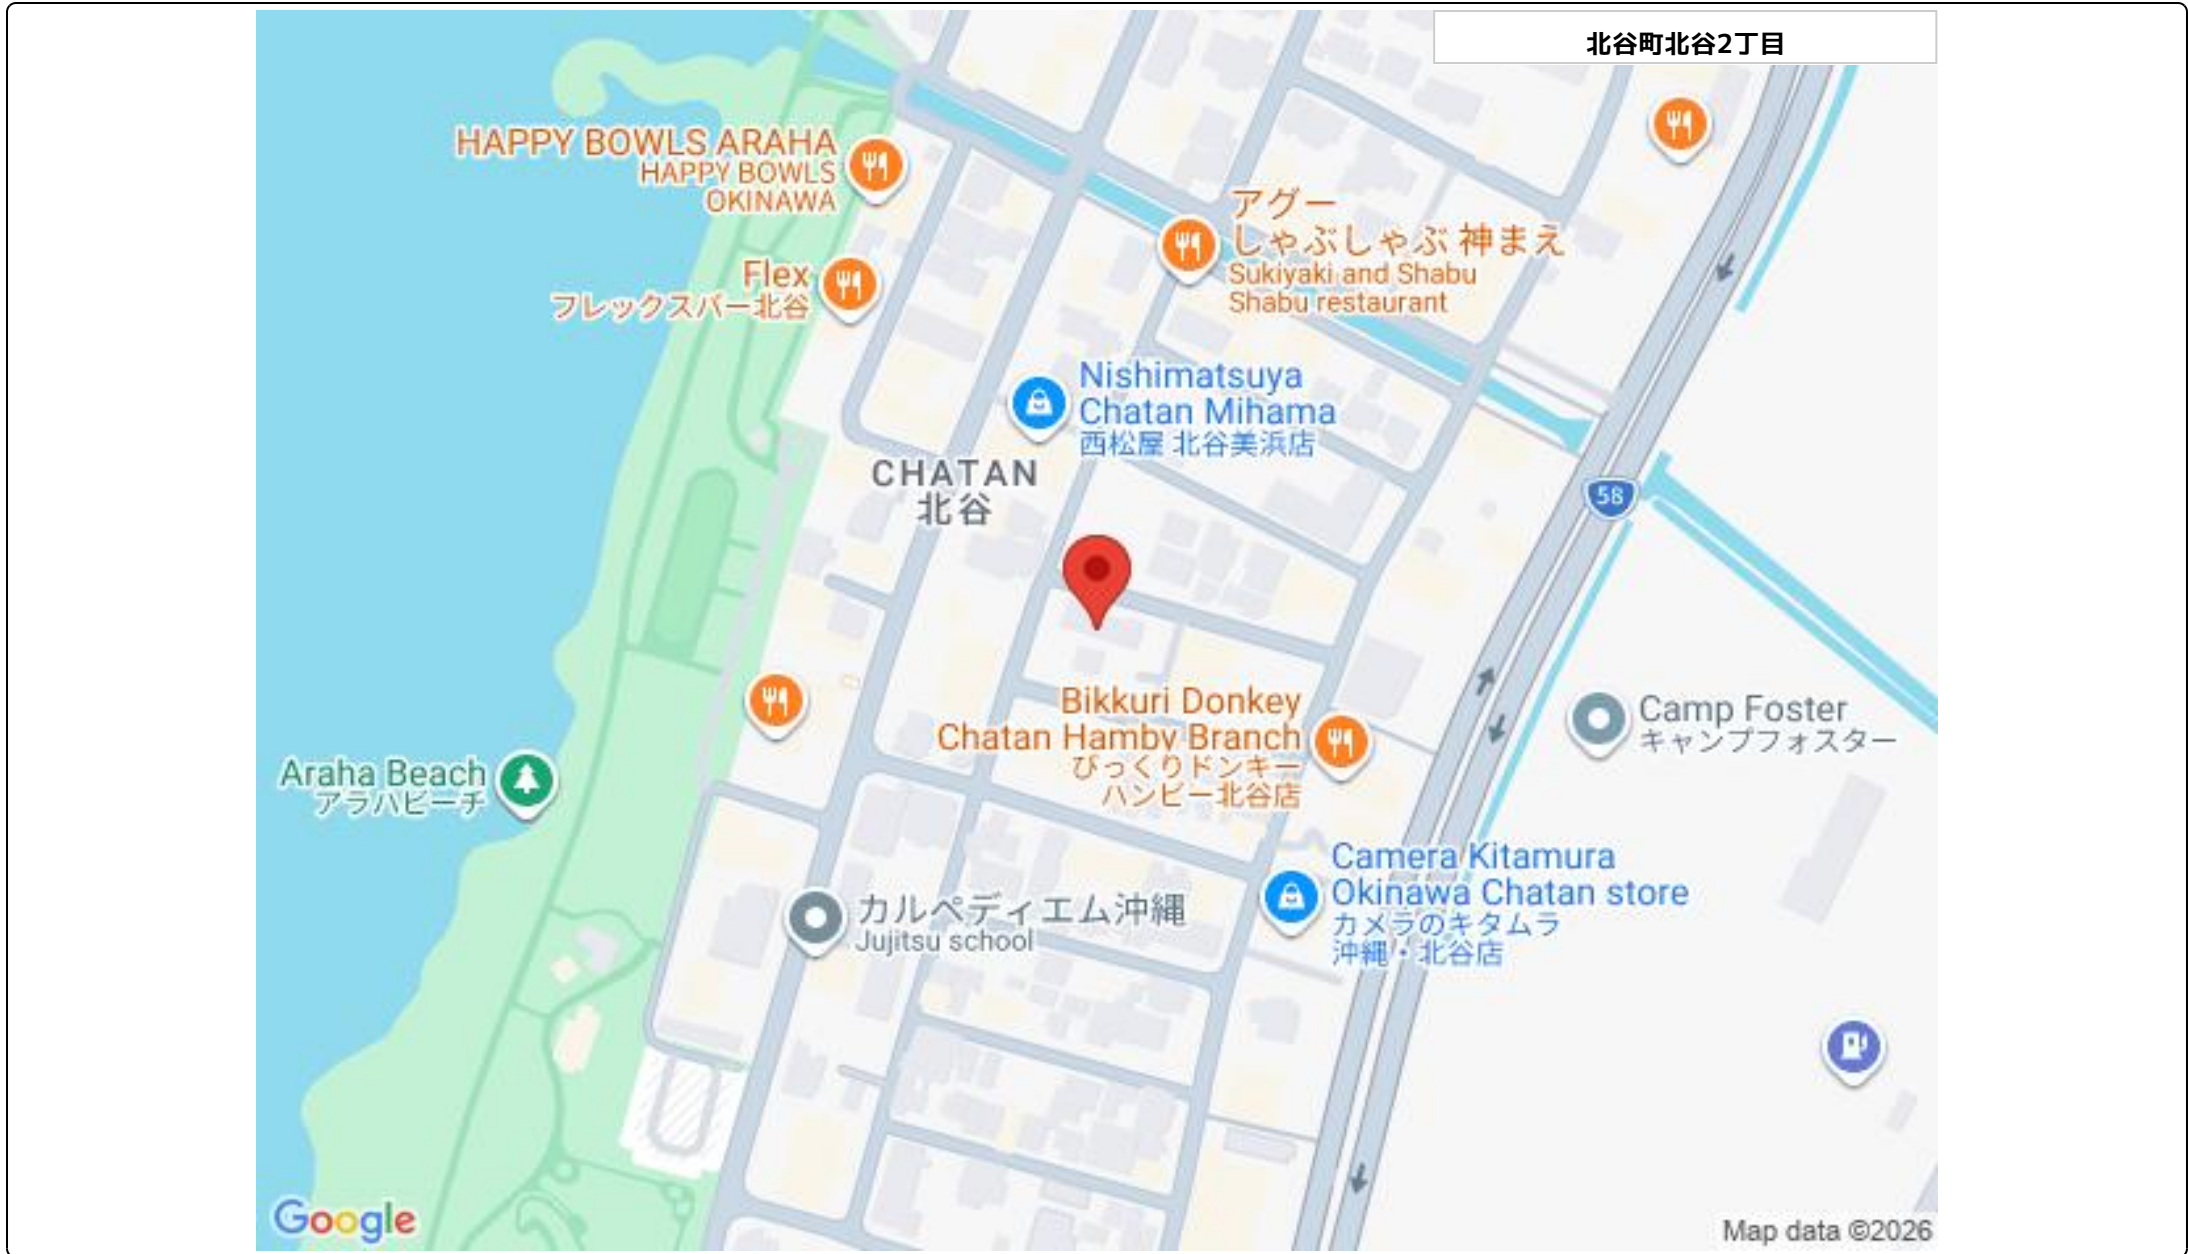 北谷町北谷2丁目
HAPPY BOWLS ARAHA
HAPPY BOWLS
OKINAWA
アグー
しゃぶしゃぶ 神まえ
Sukiyaki and Shabu
Shabu restaurant
Flex
フレックスバー北谷
Nishimatsuya
Chatan Mihama
西松屋 北谷美浜店
CHATAN
北谷
58
Bikkuri Donkey
Chatan Hamby Branch
びっくりドンキー
ハンビー北谷店
Camp Foster
キャンプフォスター
Araha Beach
アラハビーチ
Camera Kitamura
Okinawa Chatan store
カメラのキタムラ
沖縄・北谷店
カルペディエム沖縄
Jujitsu school
Google
Map data ©2026